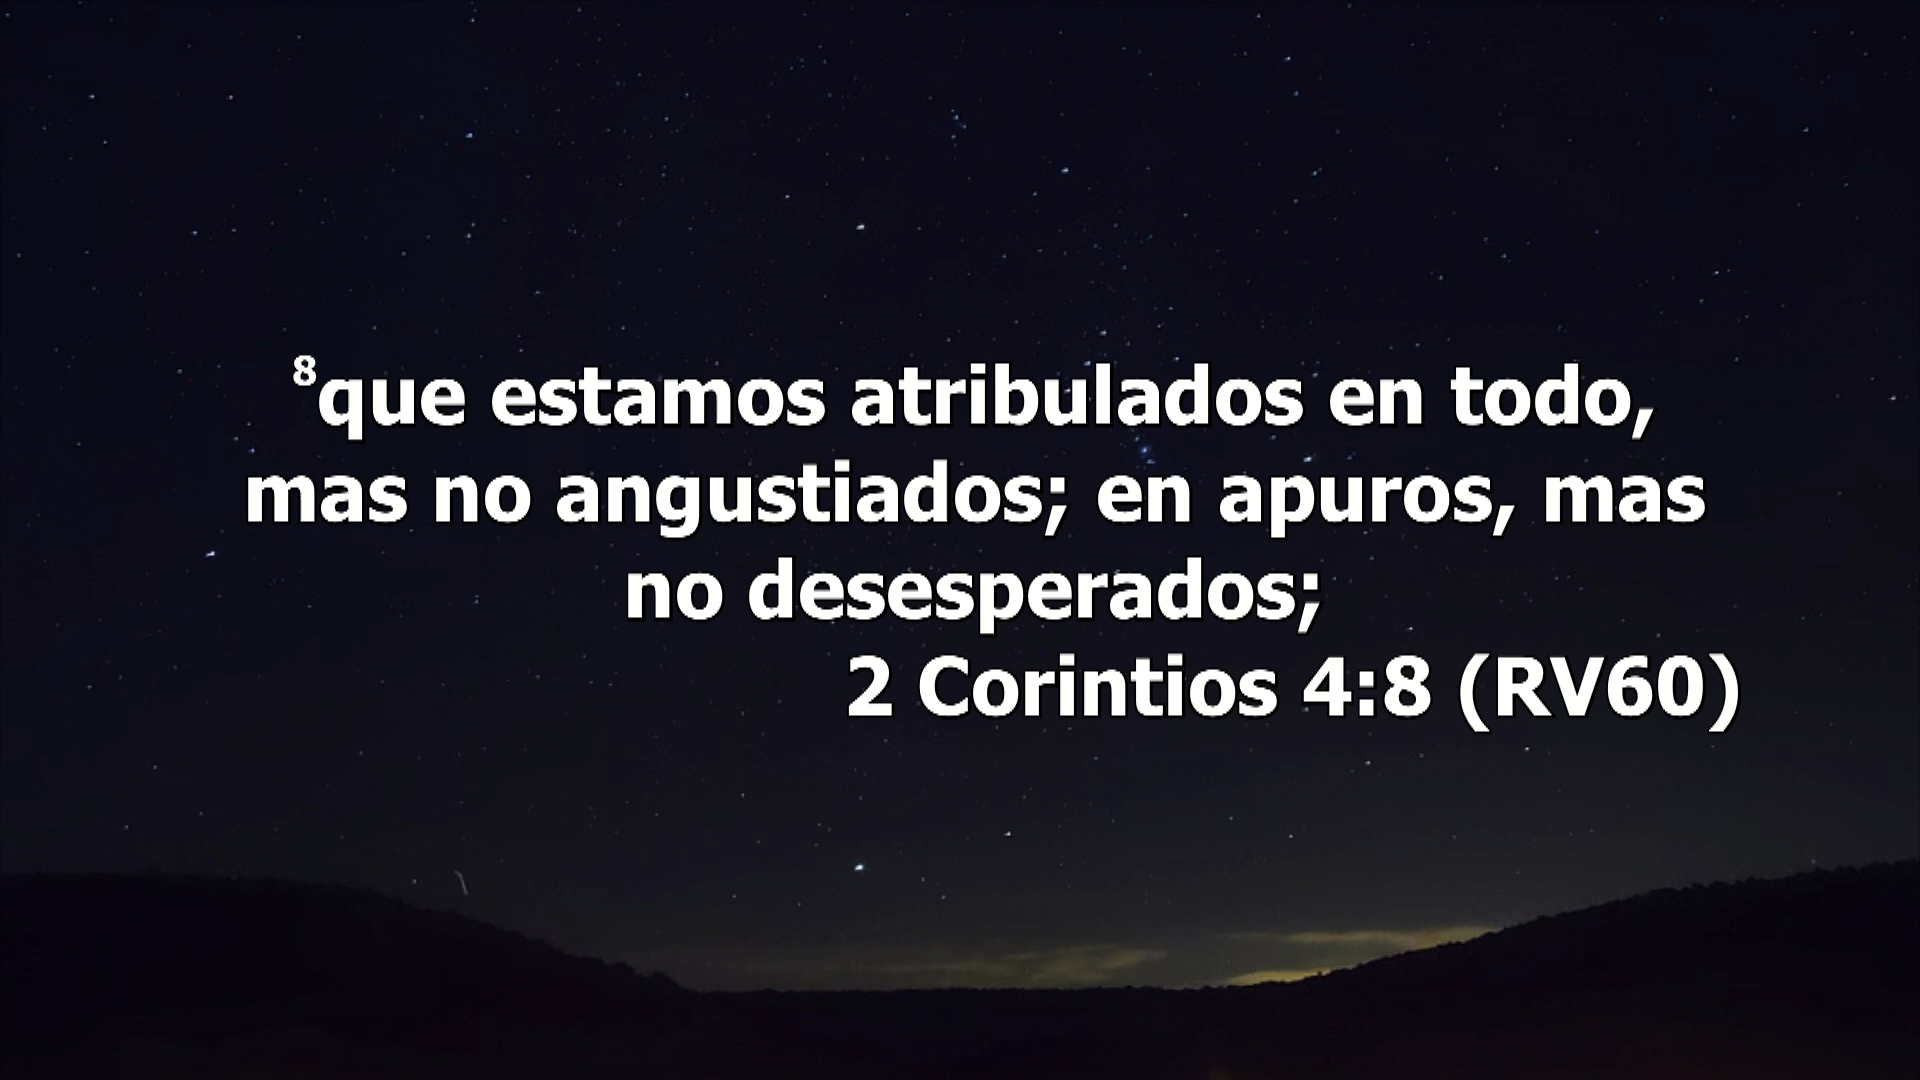 ⁸que estamos atribulados en todo,
mas no angustiados; en apuros, mas
no desesperados;
2 Corintios 4:8 (RV60)